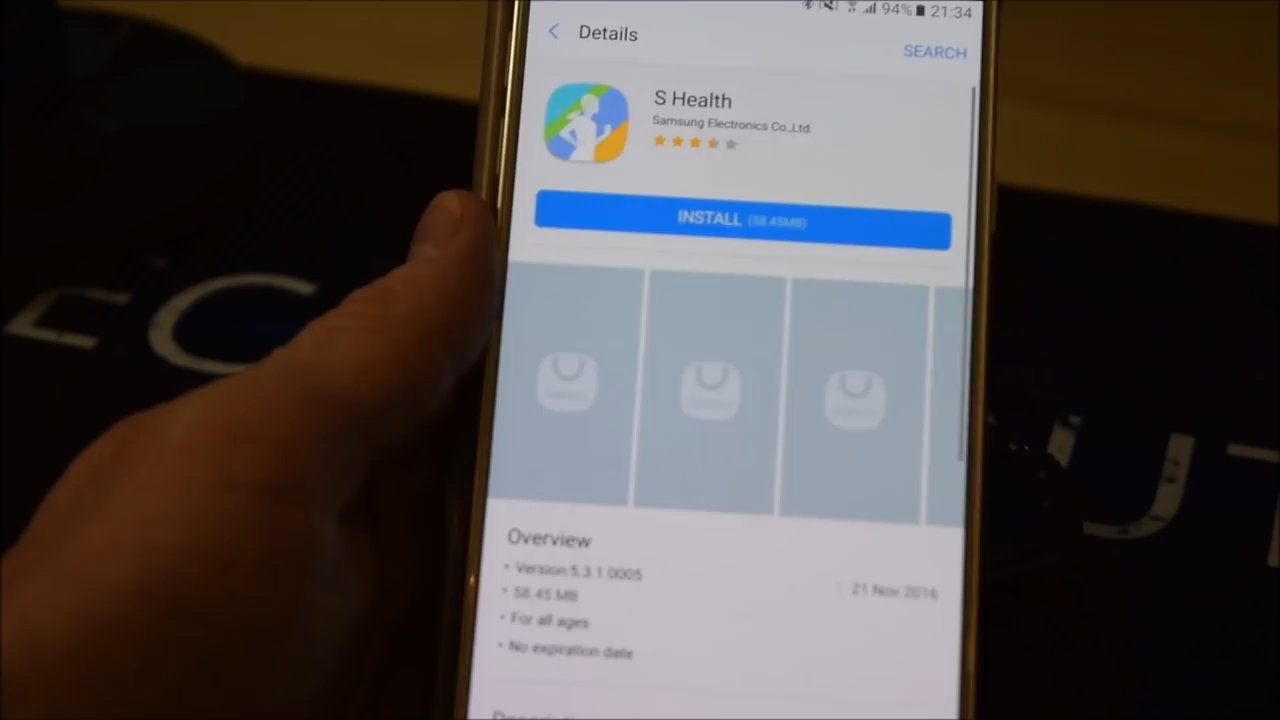 94% 21:34
Details
SEARCH
S Health
Samsung Electronics Co.,Ltd.
INSTALL (58.45MB)
Overview
• Version 5.3.1.0005
21 Nov 2016
• 58.45 MB
• For all ages
• No expiration date